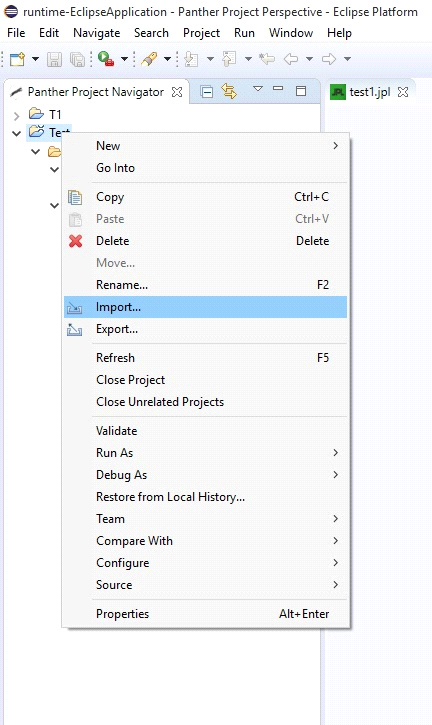 runtime-EclipseApplication - Panther Project Perspective - Eclipse Platform
File Edit Navigate Search Project Run Window Help
Panther Project Navigator
test1.jpl
T1
Test
New
Go Into
Copy Ctrl+C
Paste Ctrl+V
Delete Delete
Move...
Rename... F2
Import...
Export...
Refresh F5
Close Project
Close Unrelated Projects
Validate
Run As
Debug As
Restore from Local History...
Team
Compare With
Configure
Source
Properties Alt+Enter